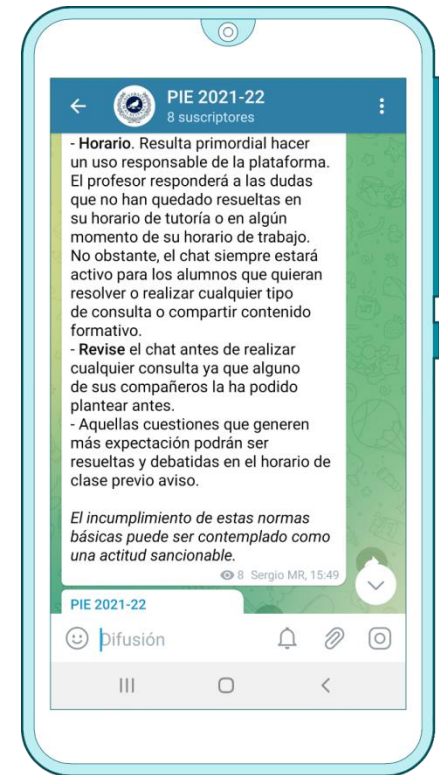 PIE 2021-22
8 suscriptores
- Horario. Resulta primordial hacer
un uso responsable de la plataforma.
El profesor responderá a las dudas
que no han quedado resueltas en
su horario de tutoría o en algún
momento de su horario de trabajo.
No obstante, el chat siempre estará
activo para los alumnos que quieran
resolver o realizar cualquier tipo
de consulta o compartir contenido
formativo.
- Revise el chat antes de realizar
cualquier consulta ya que alguno
de sus compañeros la ha podido
plantear antes.
- Aquellas cuestiones que generen
más expectación podrán ser
resueltas y debatidas en el horario de
clase previo aviso.
El incumplimiento de estas normas
básicas puede ser contemplado como
una actitud sancionable.
8 Sergio MR, 15:49
PIE 2021-22
Difusión